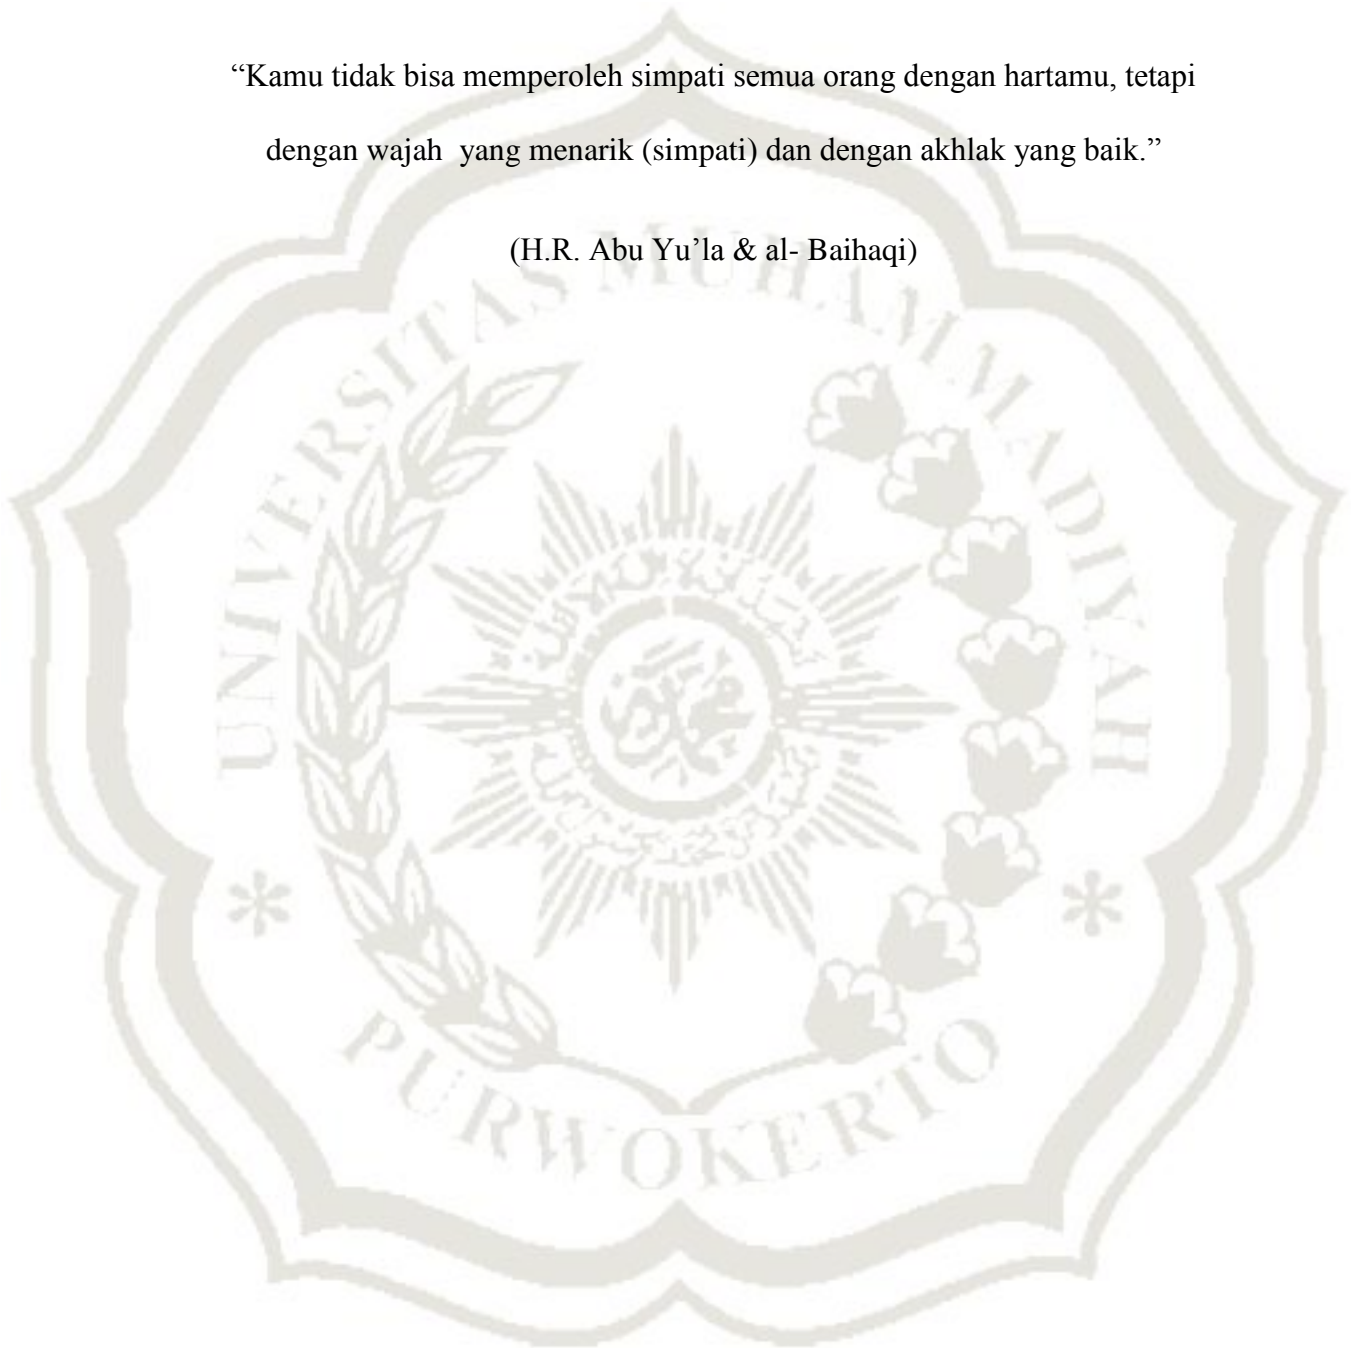 “Kamu tidak bisa memperoleh simpati semua orang dengan hartamu, tetapi
dengan wajah  yang menarik (simpati) dan dengan akhlak yang baik.”
(H.R. Abu Yu’la & al- Baihaqi)
UNIVERSITAS MUHAMMADIYAH
PURWOKERTO